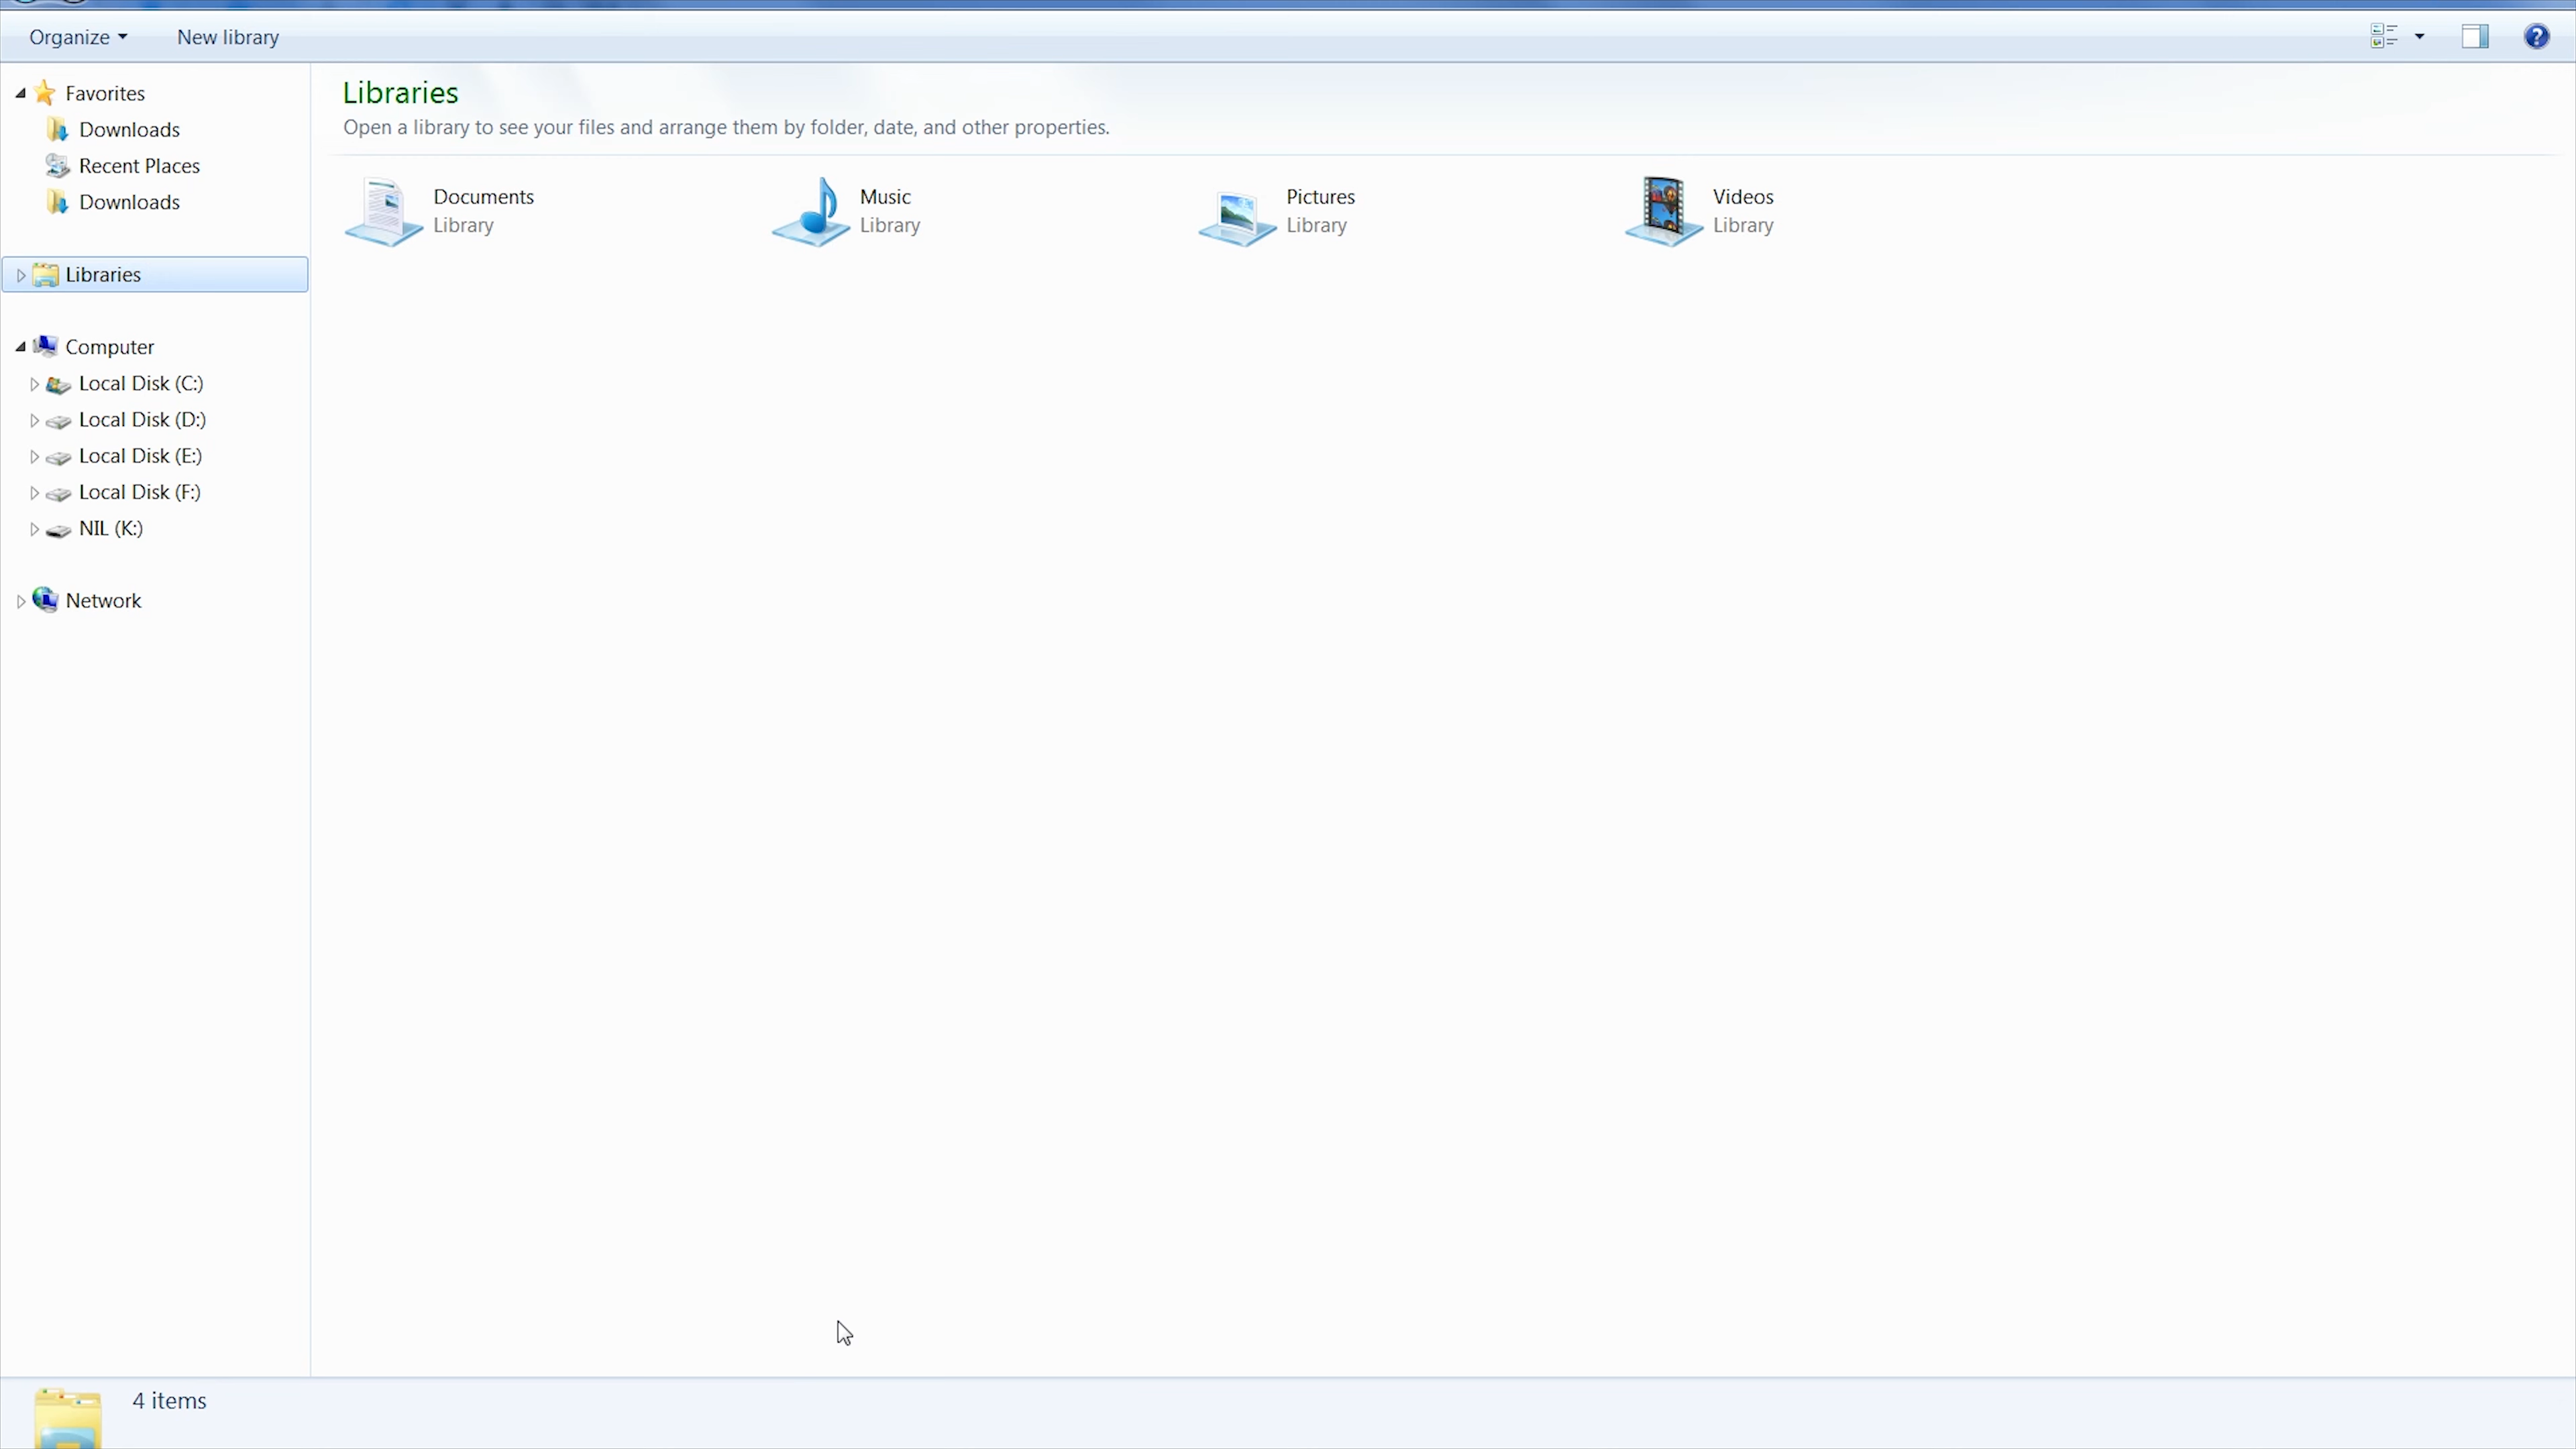 Organize
New library
Favorites
Downloads
Recent Places
Downloads
Libraries
Computer
Local Disk (C:)
Local Disk (D:)
Local Disk (E:)
Local Disk (F:)
NIL (K:)
Network
Libraries
Open a library to see your files and arrange them by folder, date, and other properties.
Documents
Library
Music
Library
Pictures
Library
Videos
Library
4 items